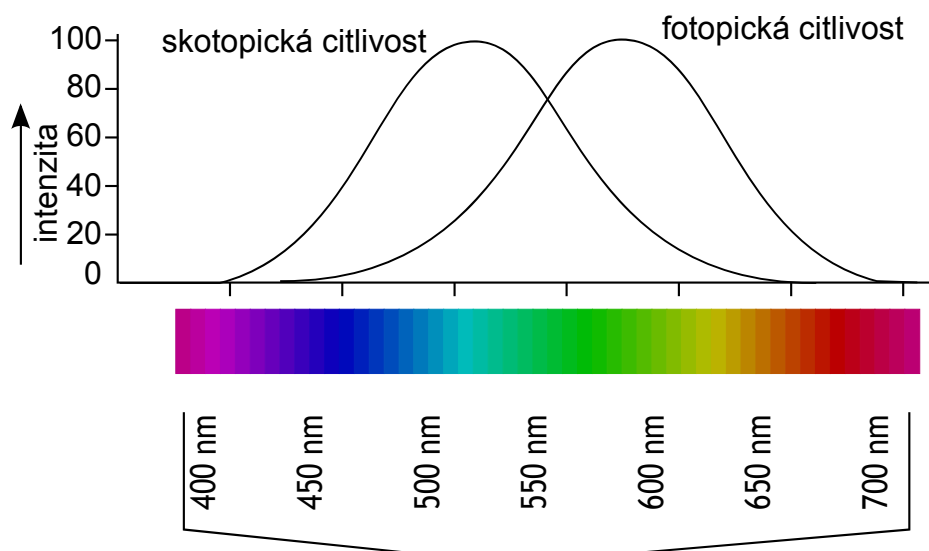 skotopická citlivost
fotopická citlivost
100
80
60
40
20
0
intenzita
400 nm
450 nm
500 nm
550 nm
600 nm
650 nm
700 nm